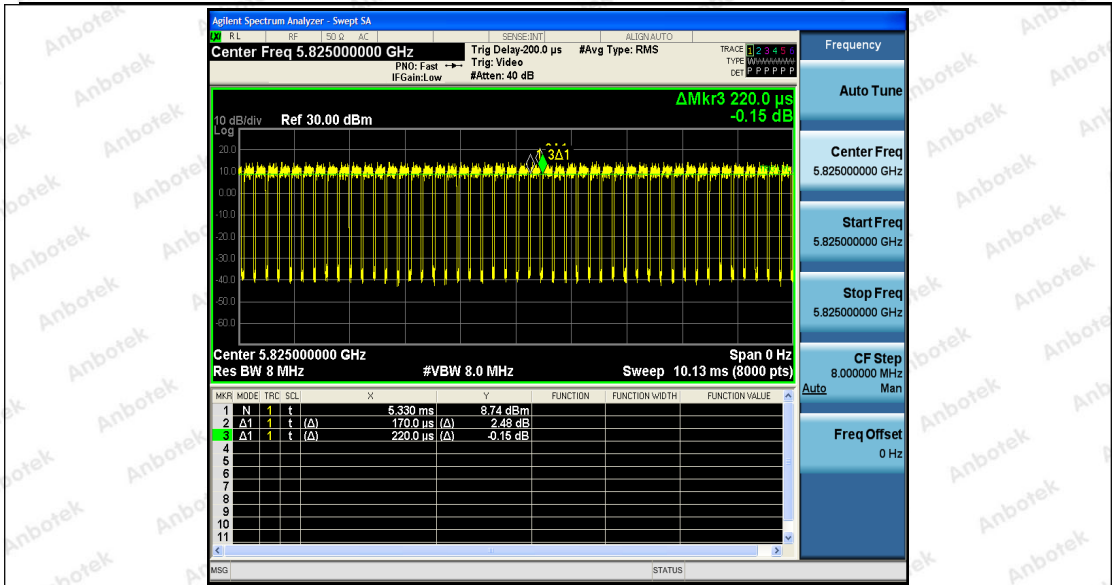 Agilent Spectrum Analyzer - Swept SA
LXI RL RF 50 Ω AC SENSE:INT ALIGNAUTO
Center Freq 5.825000000 GHz
PNO: Fast
IFGain:Low
Trig Delay-200.0 µs
Trig: Video
#Atten: 40 dB
#Avg Type: RMS
TRACE 1 2 3 4 5 6
TYPE
DET P P P P P P
ΔMkr3 220.0 µs
-0.15 dB
10 dB/div Ref 30.00 dBm
Log
20.0
3Δ1
10.0
0.00
-10.0
-20.0
-30.0
-40.0
-50.0
-60.0
Center 5.825000000 GHz Span 0 Hz
Res BW 8 MHz #VBW 8.0 MHz Sweep 10.13 ms (8000 pts)
MKR MODE TRC SCL X Y FUNCTION FUNCTION WIDTH FUNCTION VALUE
1 N 1 t 5.330 ms 8.74 dBm
2 Δ1 1 t (Δ) 170.0 µs (Δ) 2.48 dB
3 Δ1 1 t (Δ) 220.0 µs (Δ) -0.15 dB
4
5
6
7
8
9
10
11
MSG STATUS
Frequency
Auto Tune
Center Freq
5.825000000 GHz
Start Freq
5.825000000 GHz
Stop Freq
5.825000000 GHz
CF Step
8.000000 MHz
Auto Man
Freq Offset
0 Hz
Anbotek